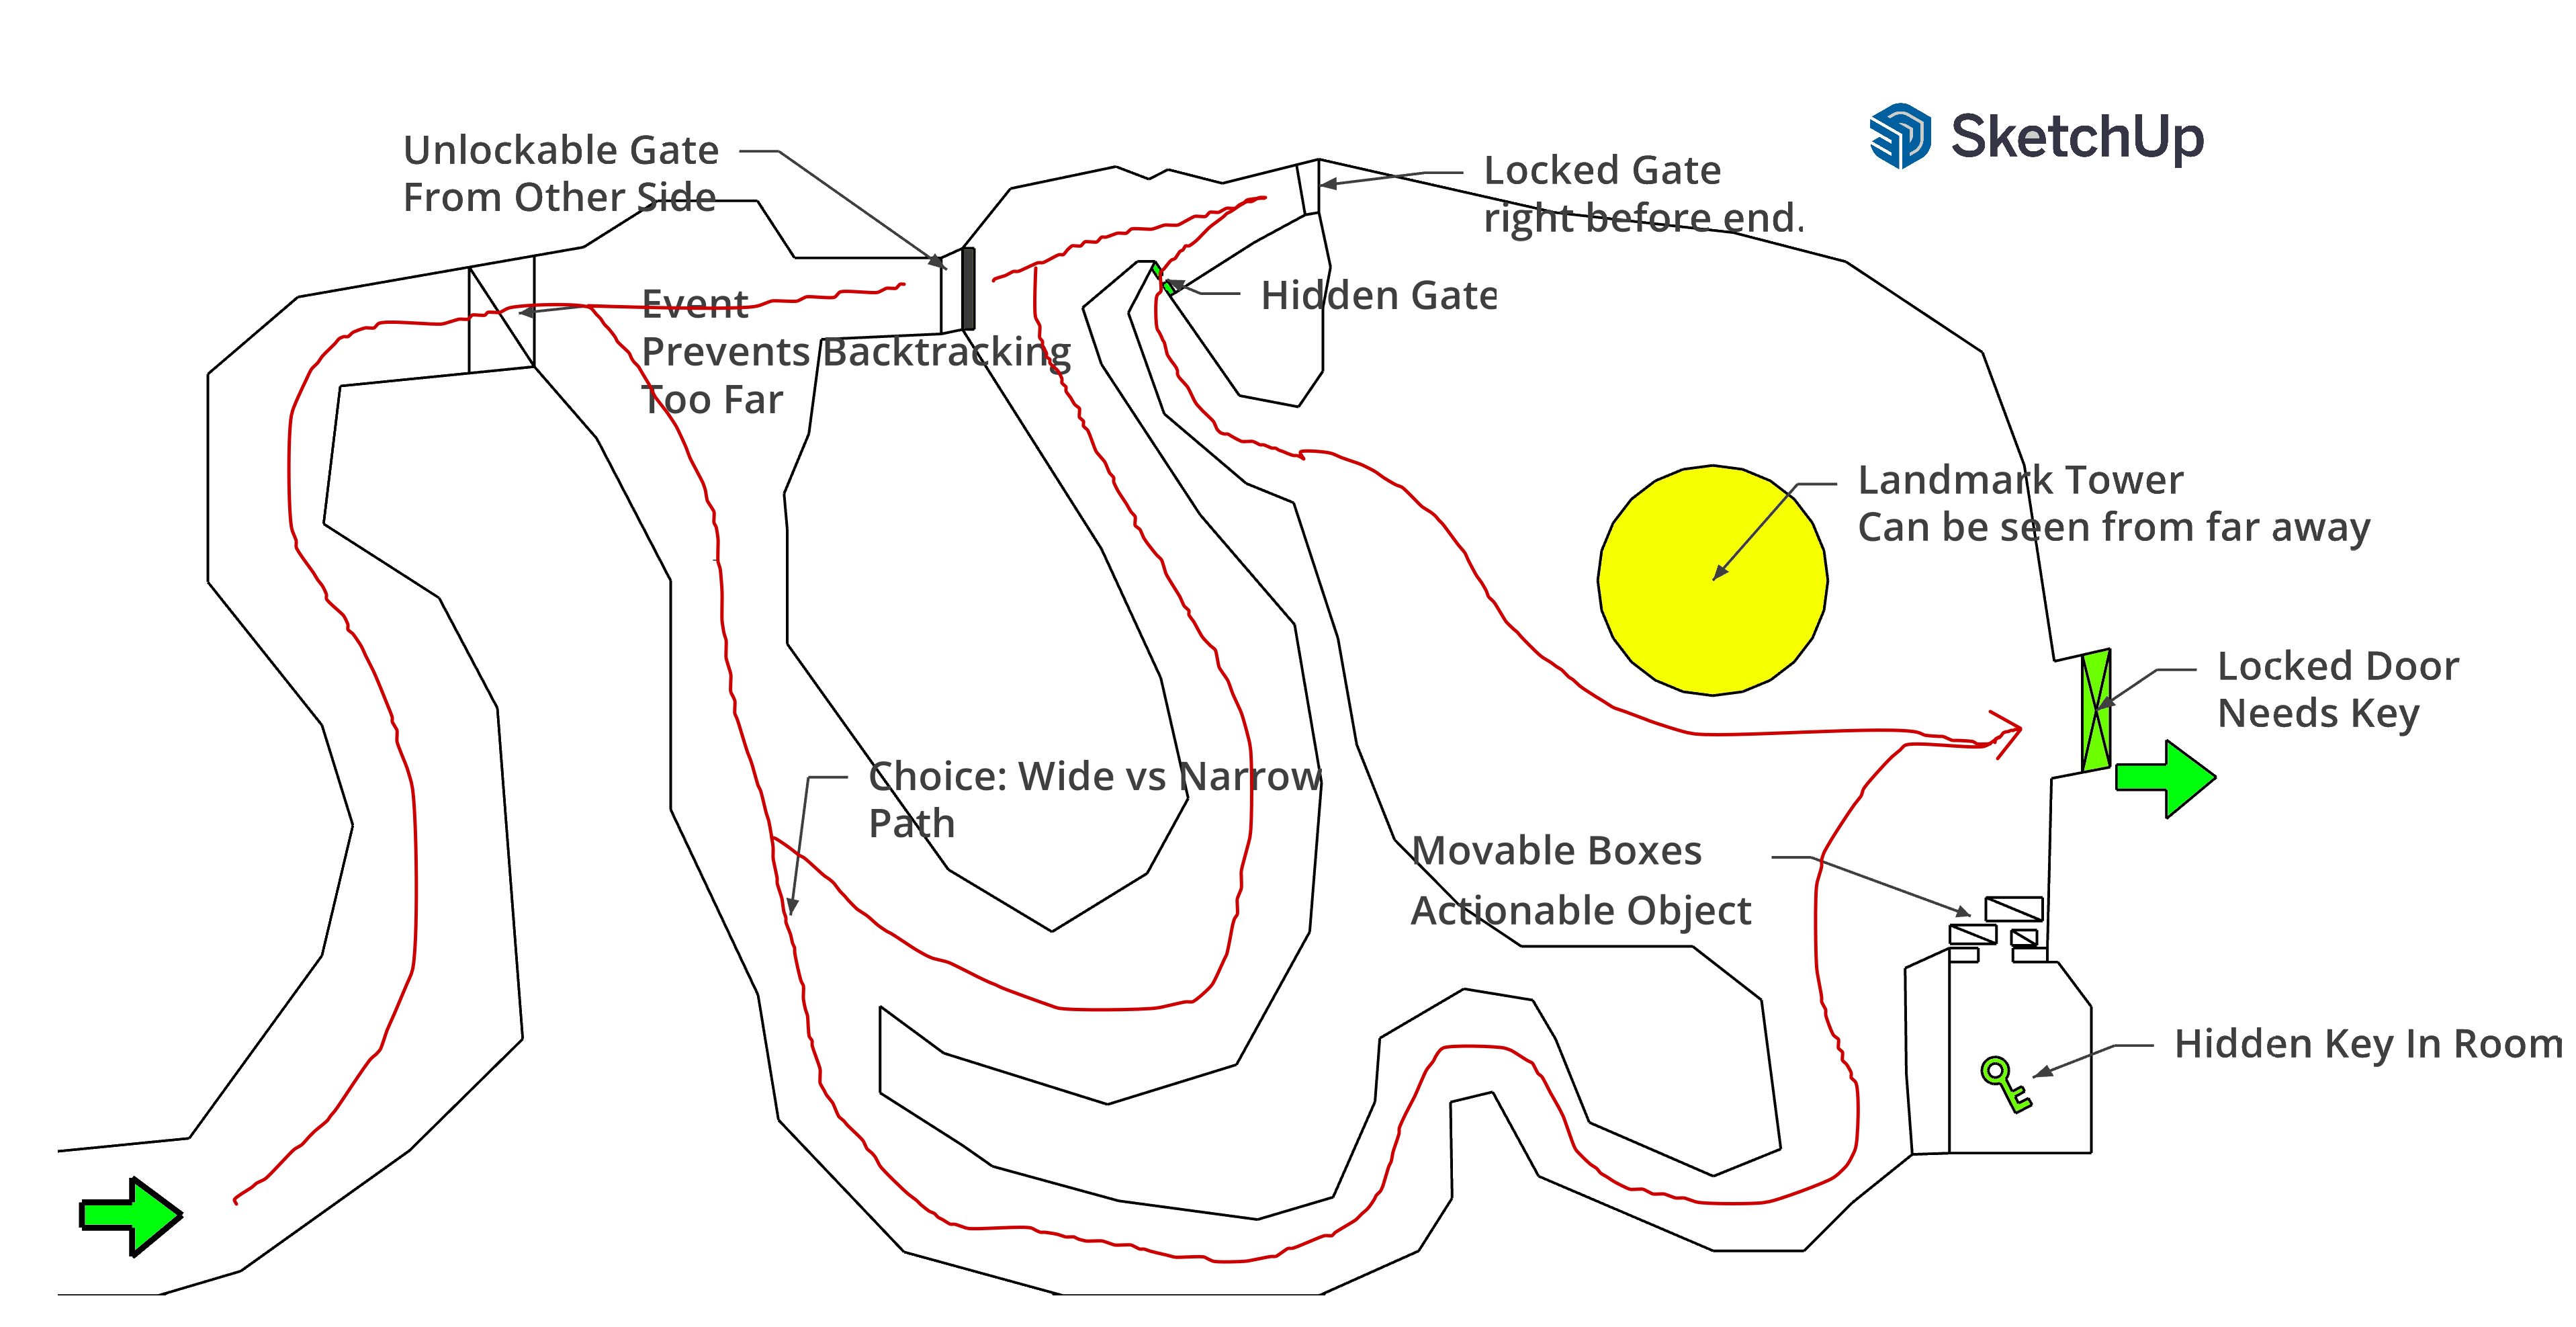 Unlockable Gate
From Other Side
Locked Gate
right before end.
SketchUp
Event
Prevents Backtracking
Too Far
Hidden Gate
Landmark Tower
Can be seen from far away
Locked Door
Needs Key
Choice: Wide vs Narrow
Path
Movable Boxes
Actionable Object
Hidden Key In Room